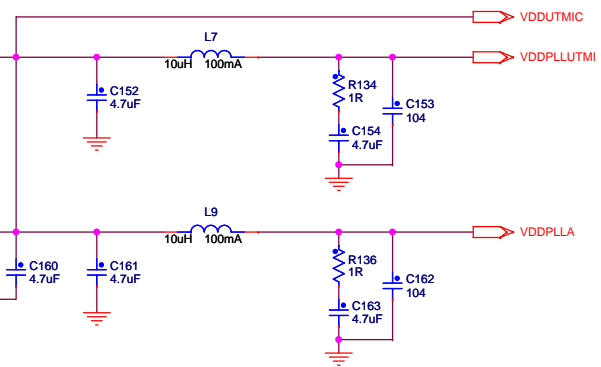 VDDUTMIC
L7
VDDPLLUTMI
10uH 100mA
C152
4.7uF
R134
1R
C153
104
C154
4.7uF
L9
VDDPLLA
10uH 100mA
C160
4.7uF
C161
4.7uF
R136
1R
C162
104
C163
4.7uF